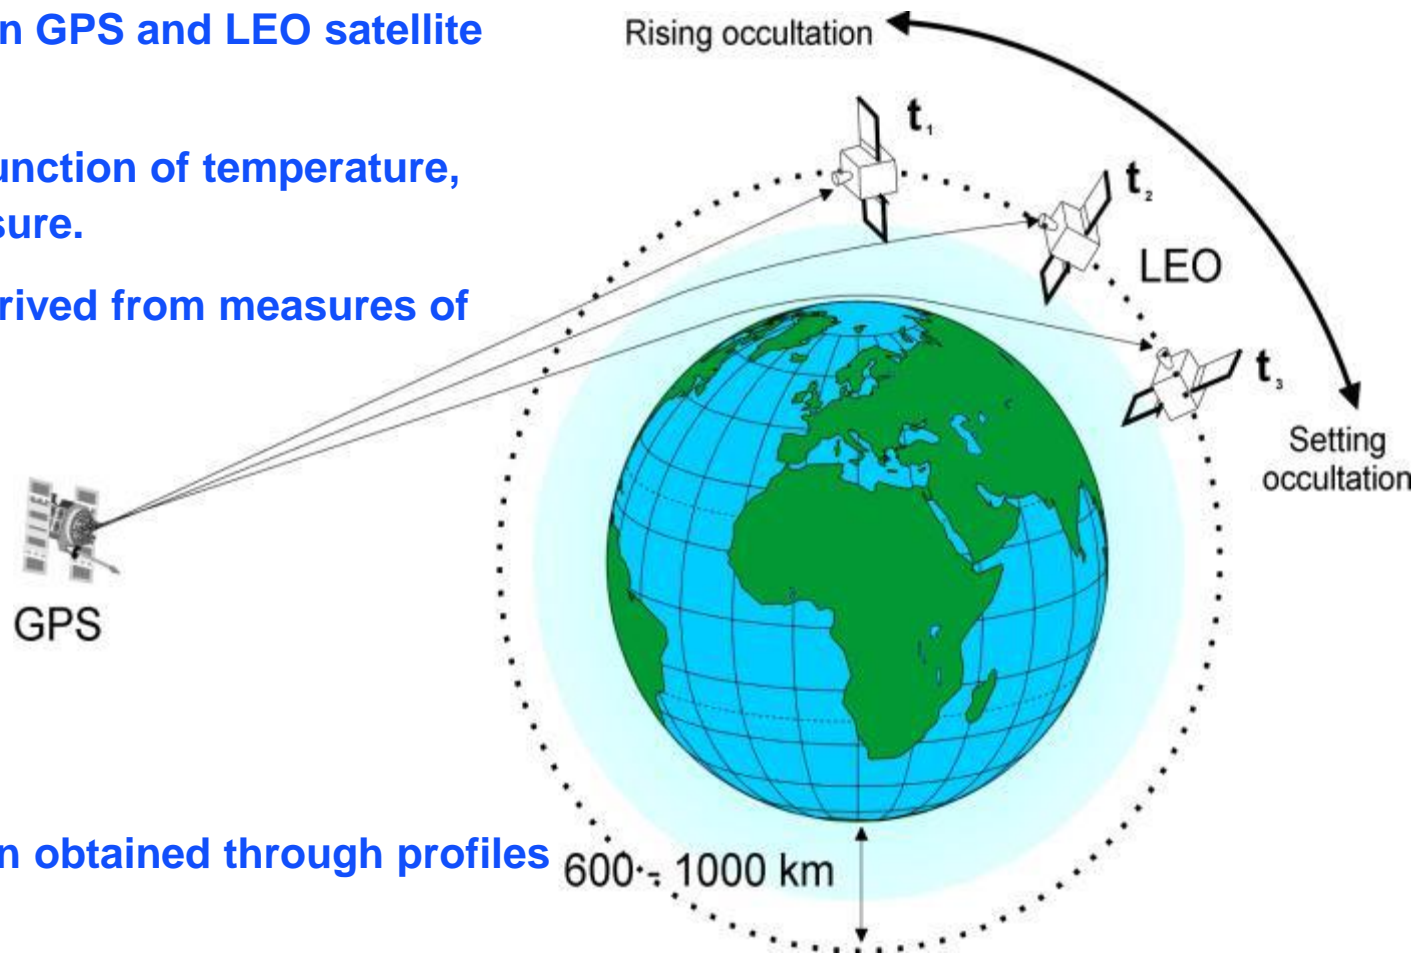 n GPS and LEO satellite
unction of temperature,
sure.
rived from measures of
n obtained through profiles
Rising occultation
t₁
t₂
LEO
t₃
Setting
occultation
GPS
600 - 1000 km